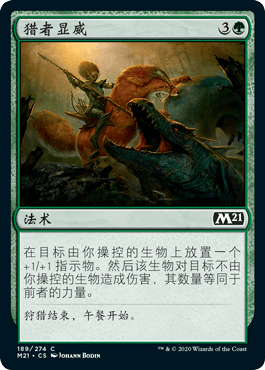 猎者显威 3
法术 M21
在目标由你操控的生物上放置一个
+1/+1指示物。然后该生物对目标不由
你操控的生物造成伤害，其数量等同于
前者的力量。
狩猎结束，午餐开始。
189/274 C
M21 • CS JOHANN BODIN ™ & © 2020 Wizards of the Coast